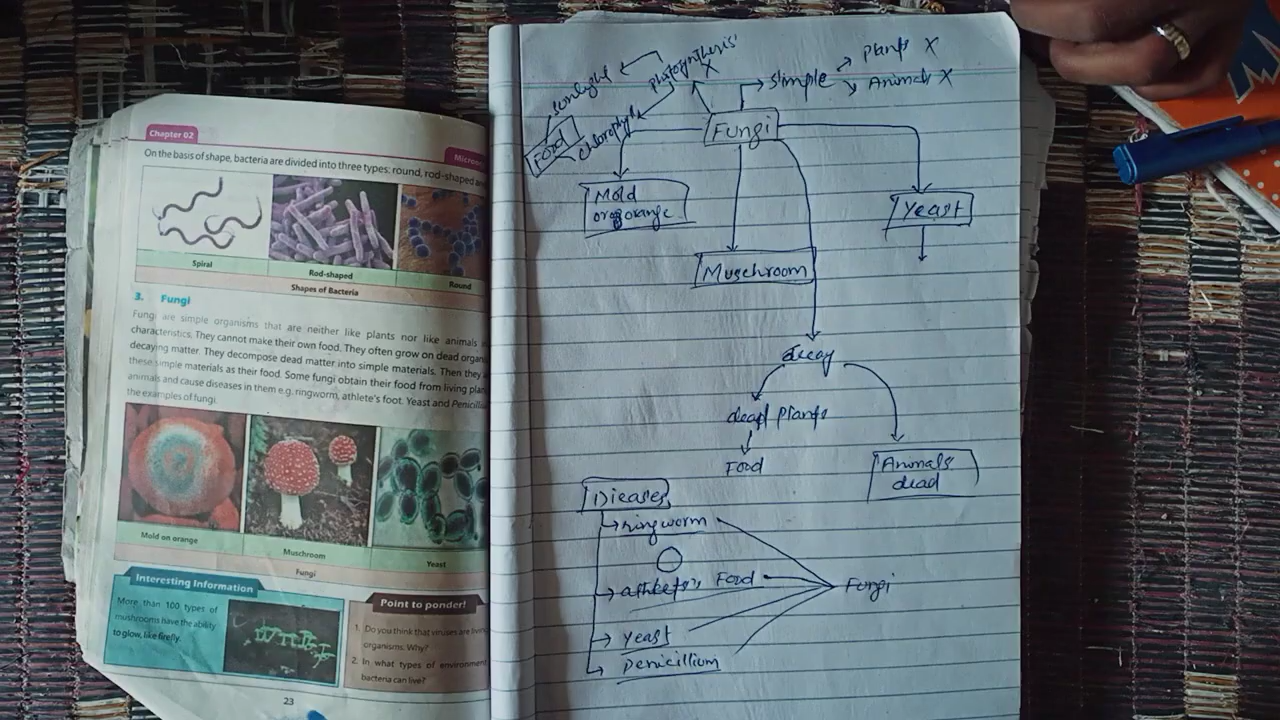 Chapter 02
On the basis of shape, bacteria are divided into three types: round, rod-shaped
Spiral
Rod-shaped
Round
Shapes of Bacteria
3. Fungi
Fungi are simple organisms that are neither like plants nor like animals
characteristics. They cannot make their own food. They often grow on dead
decaying matter. They decompose dead matter into simple materials. Then they
these simple materials as their food. Some fungi obtain their food from living
animals and cause diseases in them e.g. ringworm, athlete's foot. Yeast and
the examples of fungi.
Mold on orange
Muschroom
Yeast
Fungi
Interesting Information
More than 100 types of
mushrooms have the ability
to glow, like firefly.
Point to ponder!
1. Do you think that viruses are
organisms. Why?
2. In what types of environment
bacteria can live?
23
photosynthesis
X
sunlight
chlorophyl
Food
simple
plants X
Animals X
Fungi
Mold
orange
Muschroom
Yeast
decay
dead plants
Food
Animals
dead
Dieases
ringworm
Food
yeast
penicillium
Fungi